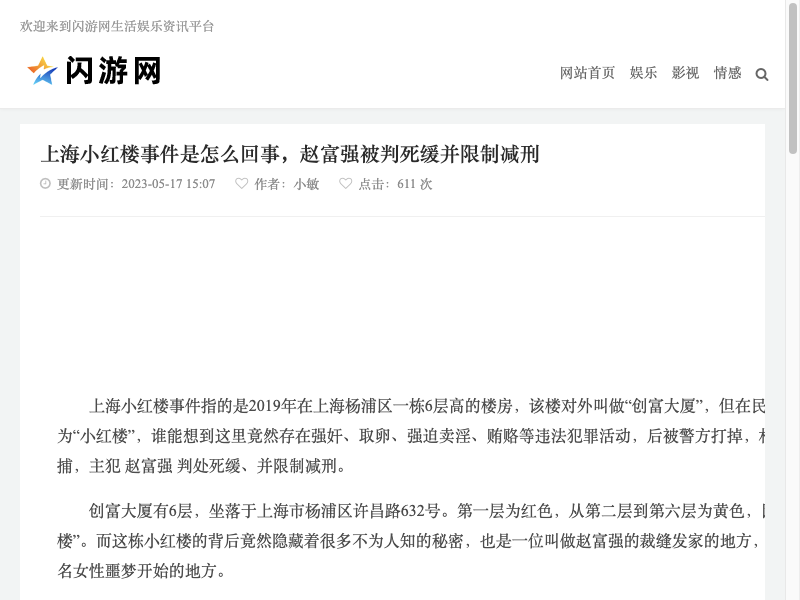 欢迎来到闪游网生活娱乐资讯平台
闪游网
网站首页 娱乐 影视 情感
上海小红楼事件是怎么回事，赵富强被判死缓并限制减刑
更新时间：2023-05-17 15:07 作者：小敏 点击：611 次
上海小红楼事件指的是2019年在上海杨浦区一栋6层高的楼房，该楼对外叫做“创富大厦”，但在民
为“小红楼”，谁能想到这里竟然存在强奸、取卵、强迫卖淫、贿赂等违法犯罪活动，后被警方打掉，
捕，主犯 赵富强 判处死缓、并限制减刑。
创富大厦有6层，坐落于上海市杨浦区许昌路632号。第一层为红色，从第二层到第六层为黄色，
楼”。而这栋小红楼的背后竟然隐藏着很多不为人知的秘密，也是一位叫做赵富强的裁缝发家的地方，
名女性噩梦开始的地方。